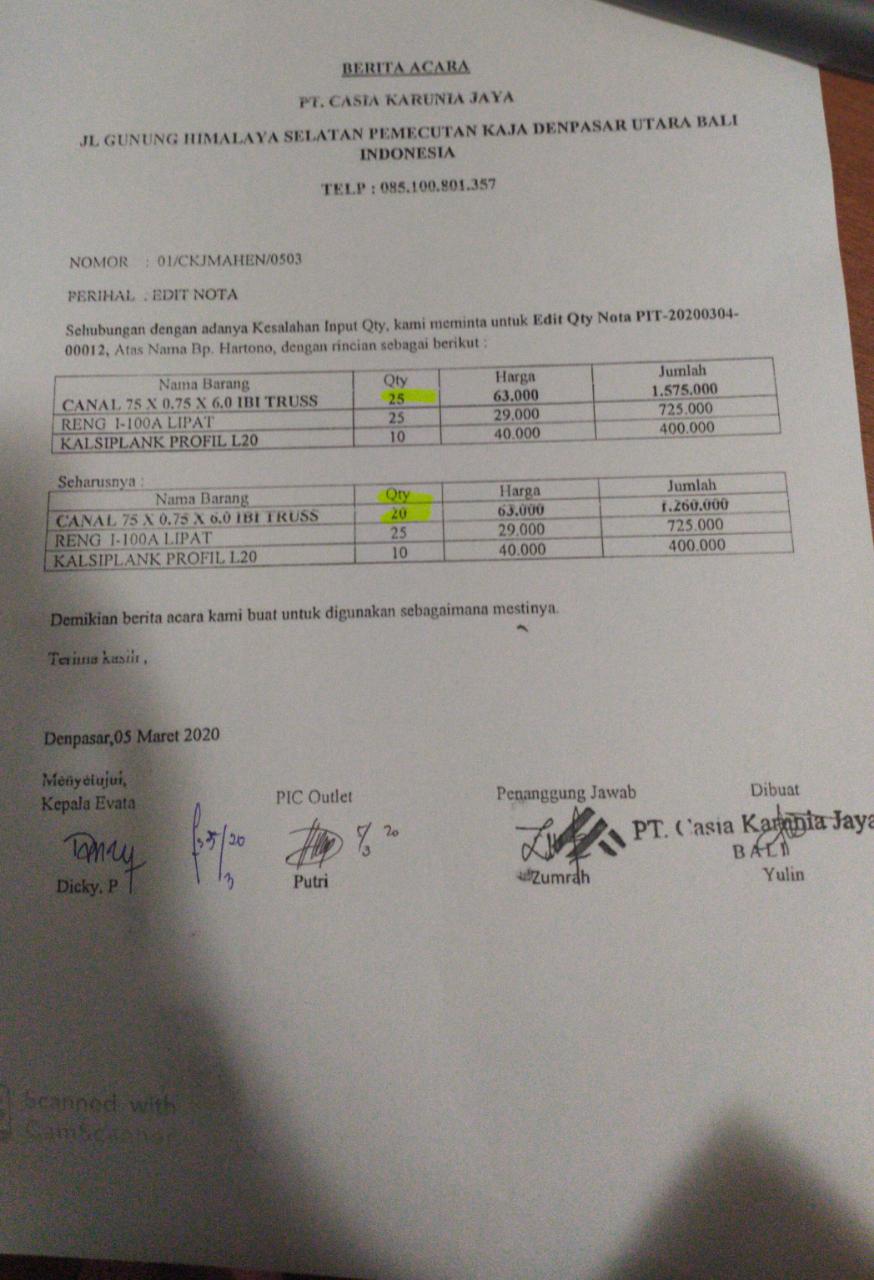 BERITA ACARA
PT. CASIA KARUNIA JAYA
JL GUNUNG HIMALAYA SELATAN PEMECUTAN KAJA DENPASAR UTARA BALI
INDONESIA
TELP : 085.100.801.357
NOMOR : 01/CKJMAHEN/0503
PERIHAL : EDIT NOTA
Sehubungan dengan adanya Kesalahan Input Qty, kami meminta untuk Edit Qty Nota PIT-20200304-
00012, Atas Nama Bp. Hartono, dengan rincian sebagai berikut :
Nama Barang Qty Harga Jumlah
CANAL 75 X 0.75 X 6.0 IBI TRUSS 25 63.000 1.575.000
RENG I-100A LIPAT 25 29.000 725.000
KALSIPLANK PROFIL L20 10 40.000 400.000
Seharusnya :
Nama Barang Qty Harga Jumlah
CANAL 75 X 0.75 X 6.0 IBI TRUSS 20 63.000 1.260.000
RENG I-100A LIPAT 25 29.000 725.000
KALSIPLANK PROFIL L20 10 40.000 400.000
Demikian berita acara kami buat untuk digunakan sebagaimana mestinya.
Terima kasih,
Denpasar,05 Maret 2020
Menyetujui,
Kepala Evata PIC Outlet Penanggung Jawab Dibuat
PT. Casia Karunia Jaya
BALI
Dicky. P Putri Zumrah Yulin
Scanned with
CamScanner